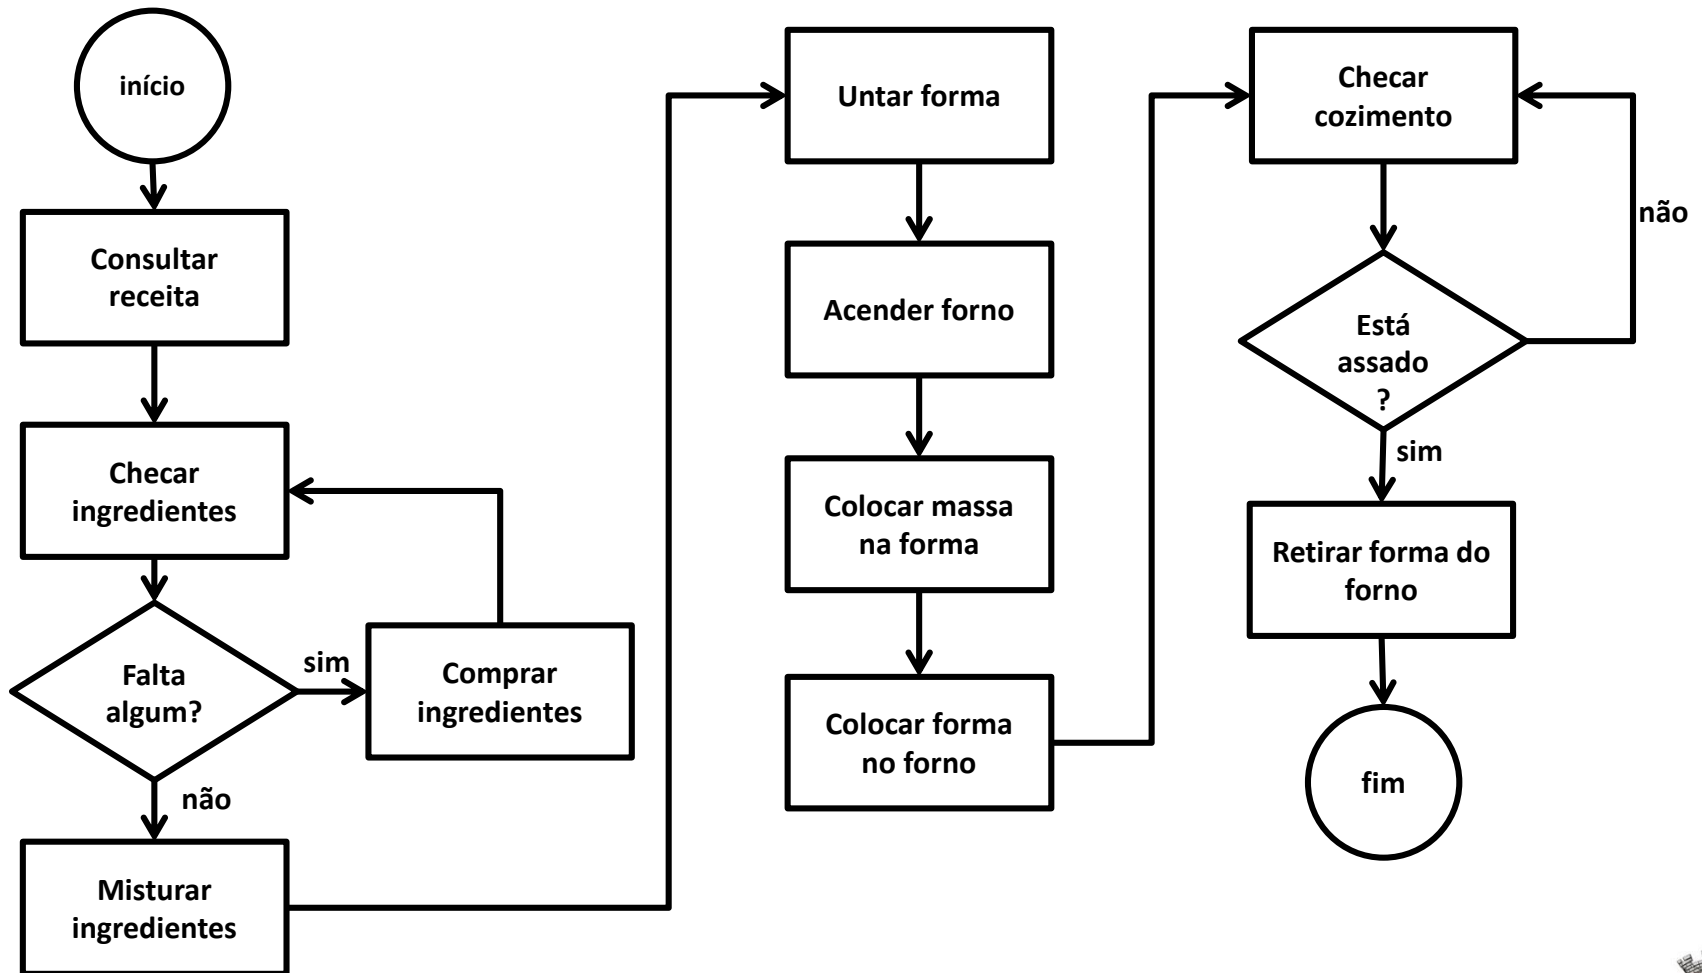 início
Consultar
receita
Checar
ingredientes
Falta
algum?
sim
Comprar
ingredientes
não
Misturar
ingredientes
Untar forma
Acender forno
Colocar massa
na forma
Colocar forma
no forno
Checar
cozimento
não
Está
assado
?
sim
Retirar forma do
forno
fim